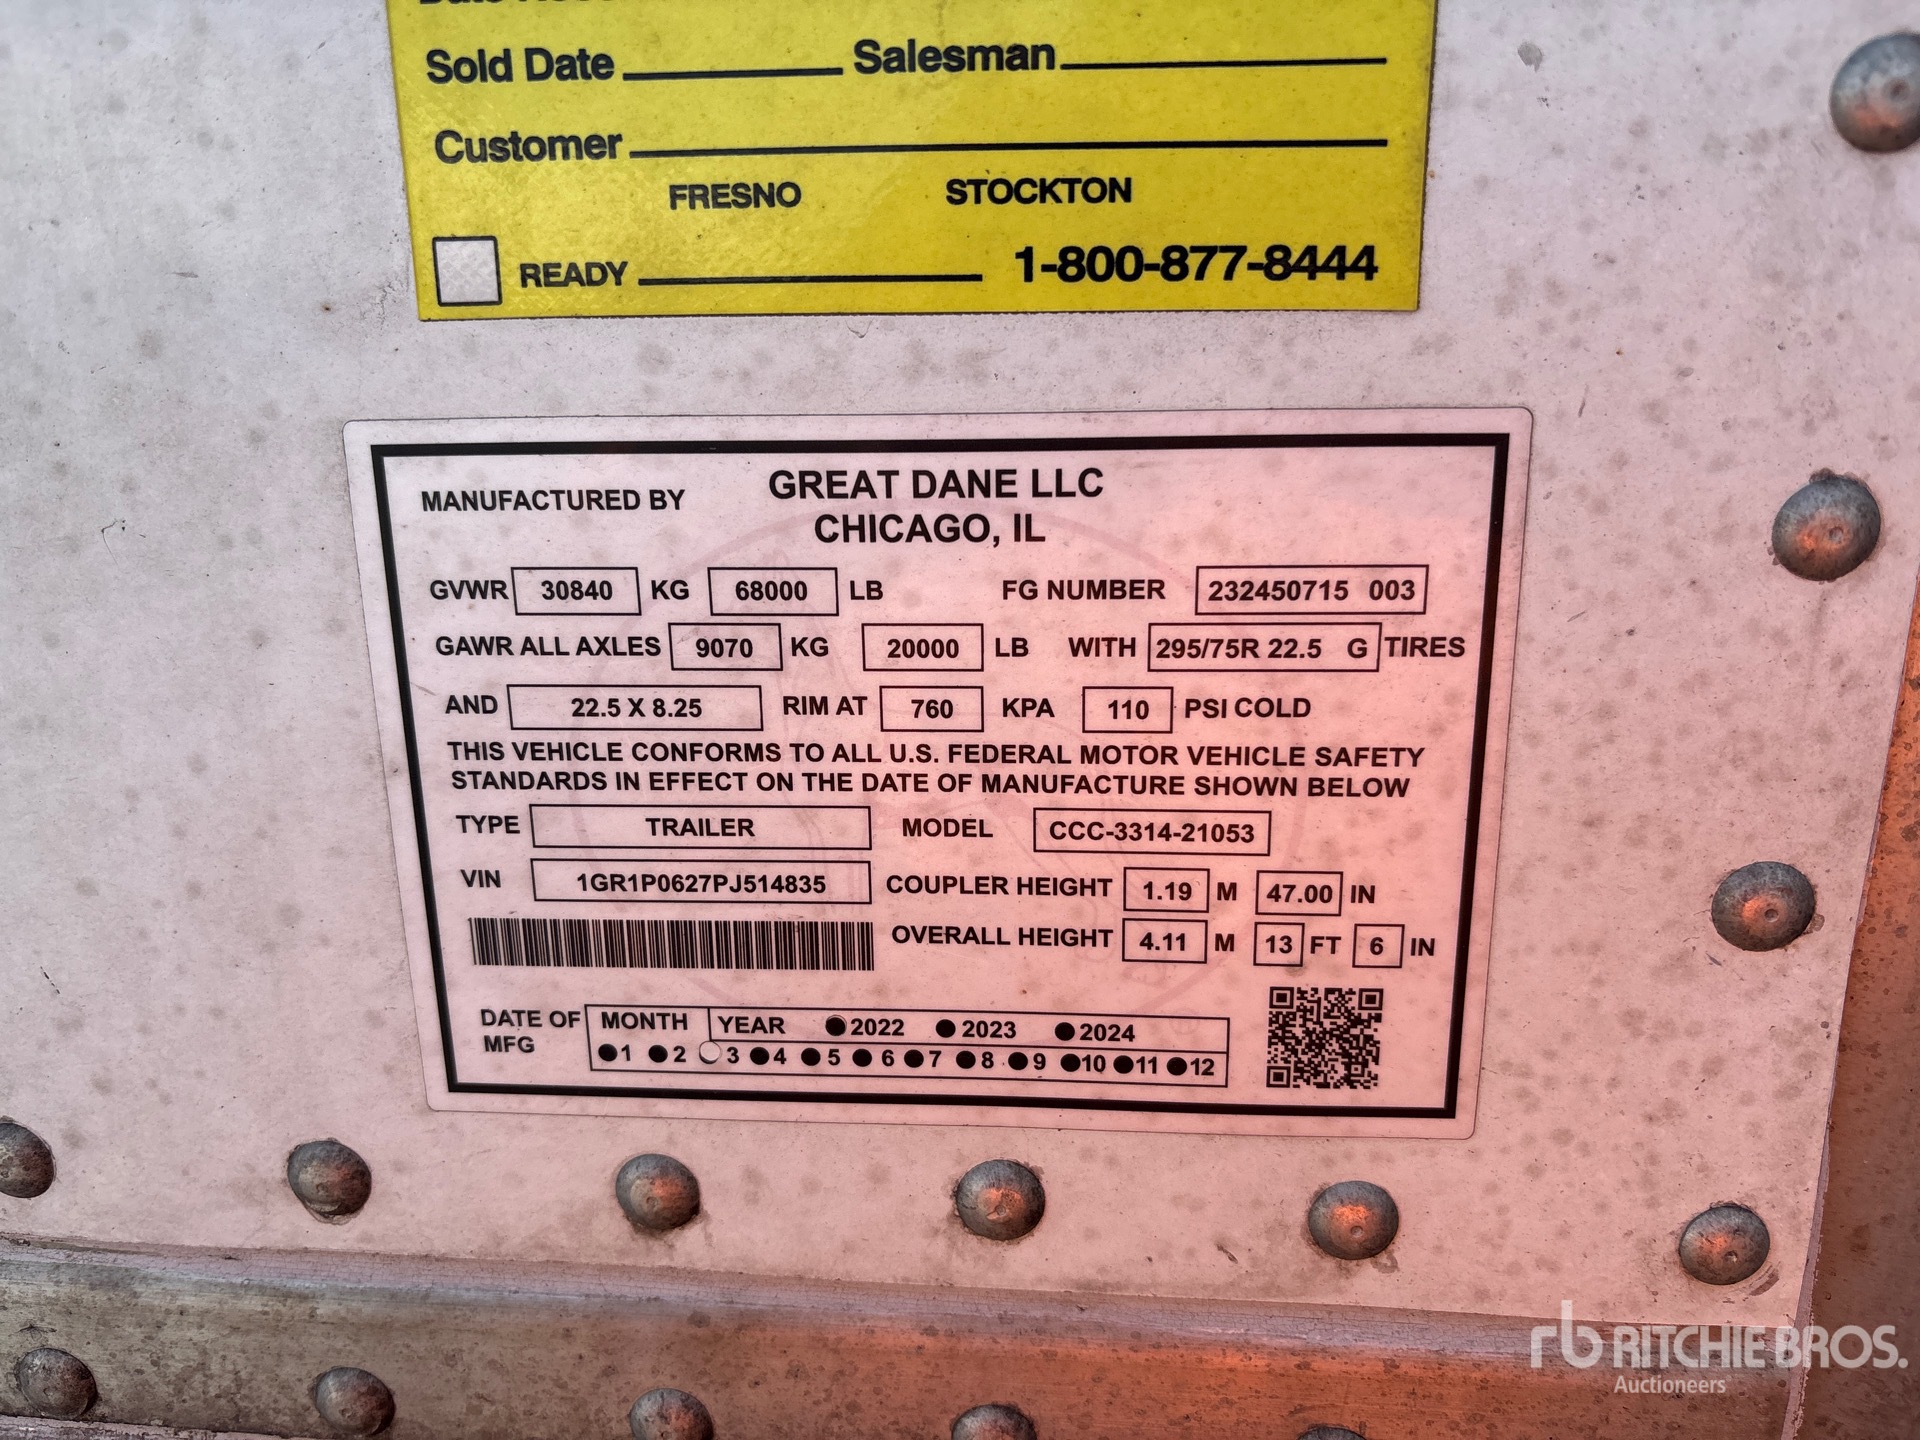 Sold Date Salesman
Customer
FRESNO STOCKTON
READY 1-800-877-8444
MANUFACTURED BY GREAT DANE LLC
CHICAGO, IL
GVWR 30840 KG 68000 LB FG NUMBER 232450715 003
GAWR ALL AXLES 9070 KG 20000 LB WITH 295/75R 22.5 G TIRES
AND 22.5 X 8.25 RIM AT 760 KPA 110 PSI COLD
THIS VEHICLE CONFORMS TO ALL U.S. FEDERAL MOTOR VEHICLE SAFETY
STANDARDS IN EFFECT ON THE DATE OF MANUFACTURE SHOWN BELOW
TYPE TRAILER MODEL CCC-3314-21053
VIN 1GR1P0627PJ514835 COUPLER HEIGHT 1.19 M 47.00 IN
OVERALL HEIGHT 4.11 M 13 FT 6 IN
DATE OF MFG MONTH YEAR 2022 2023 2024
1 2 3 4 5 6 7 8 9 10 11 12
rb RITCHIE BROS.
Auctioneers